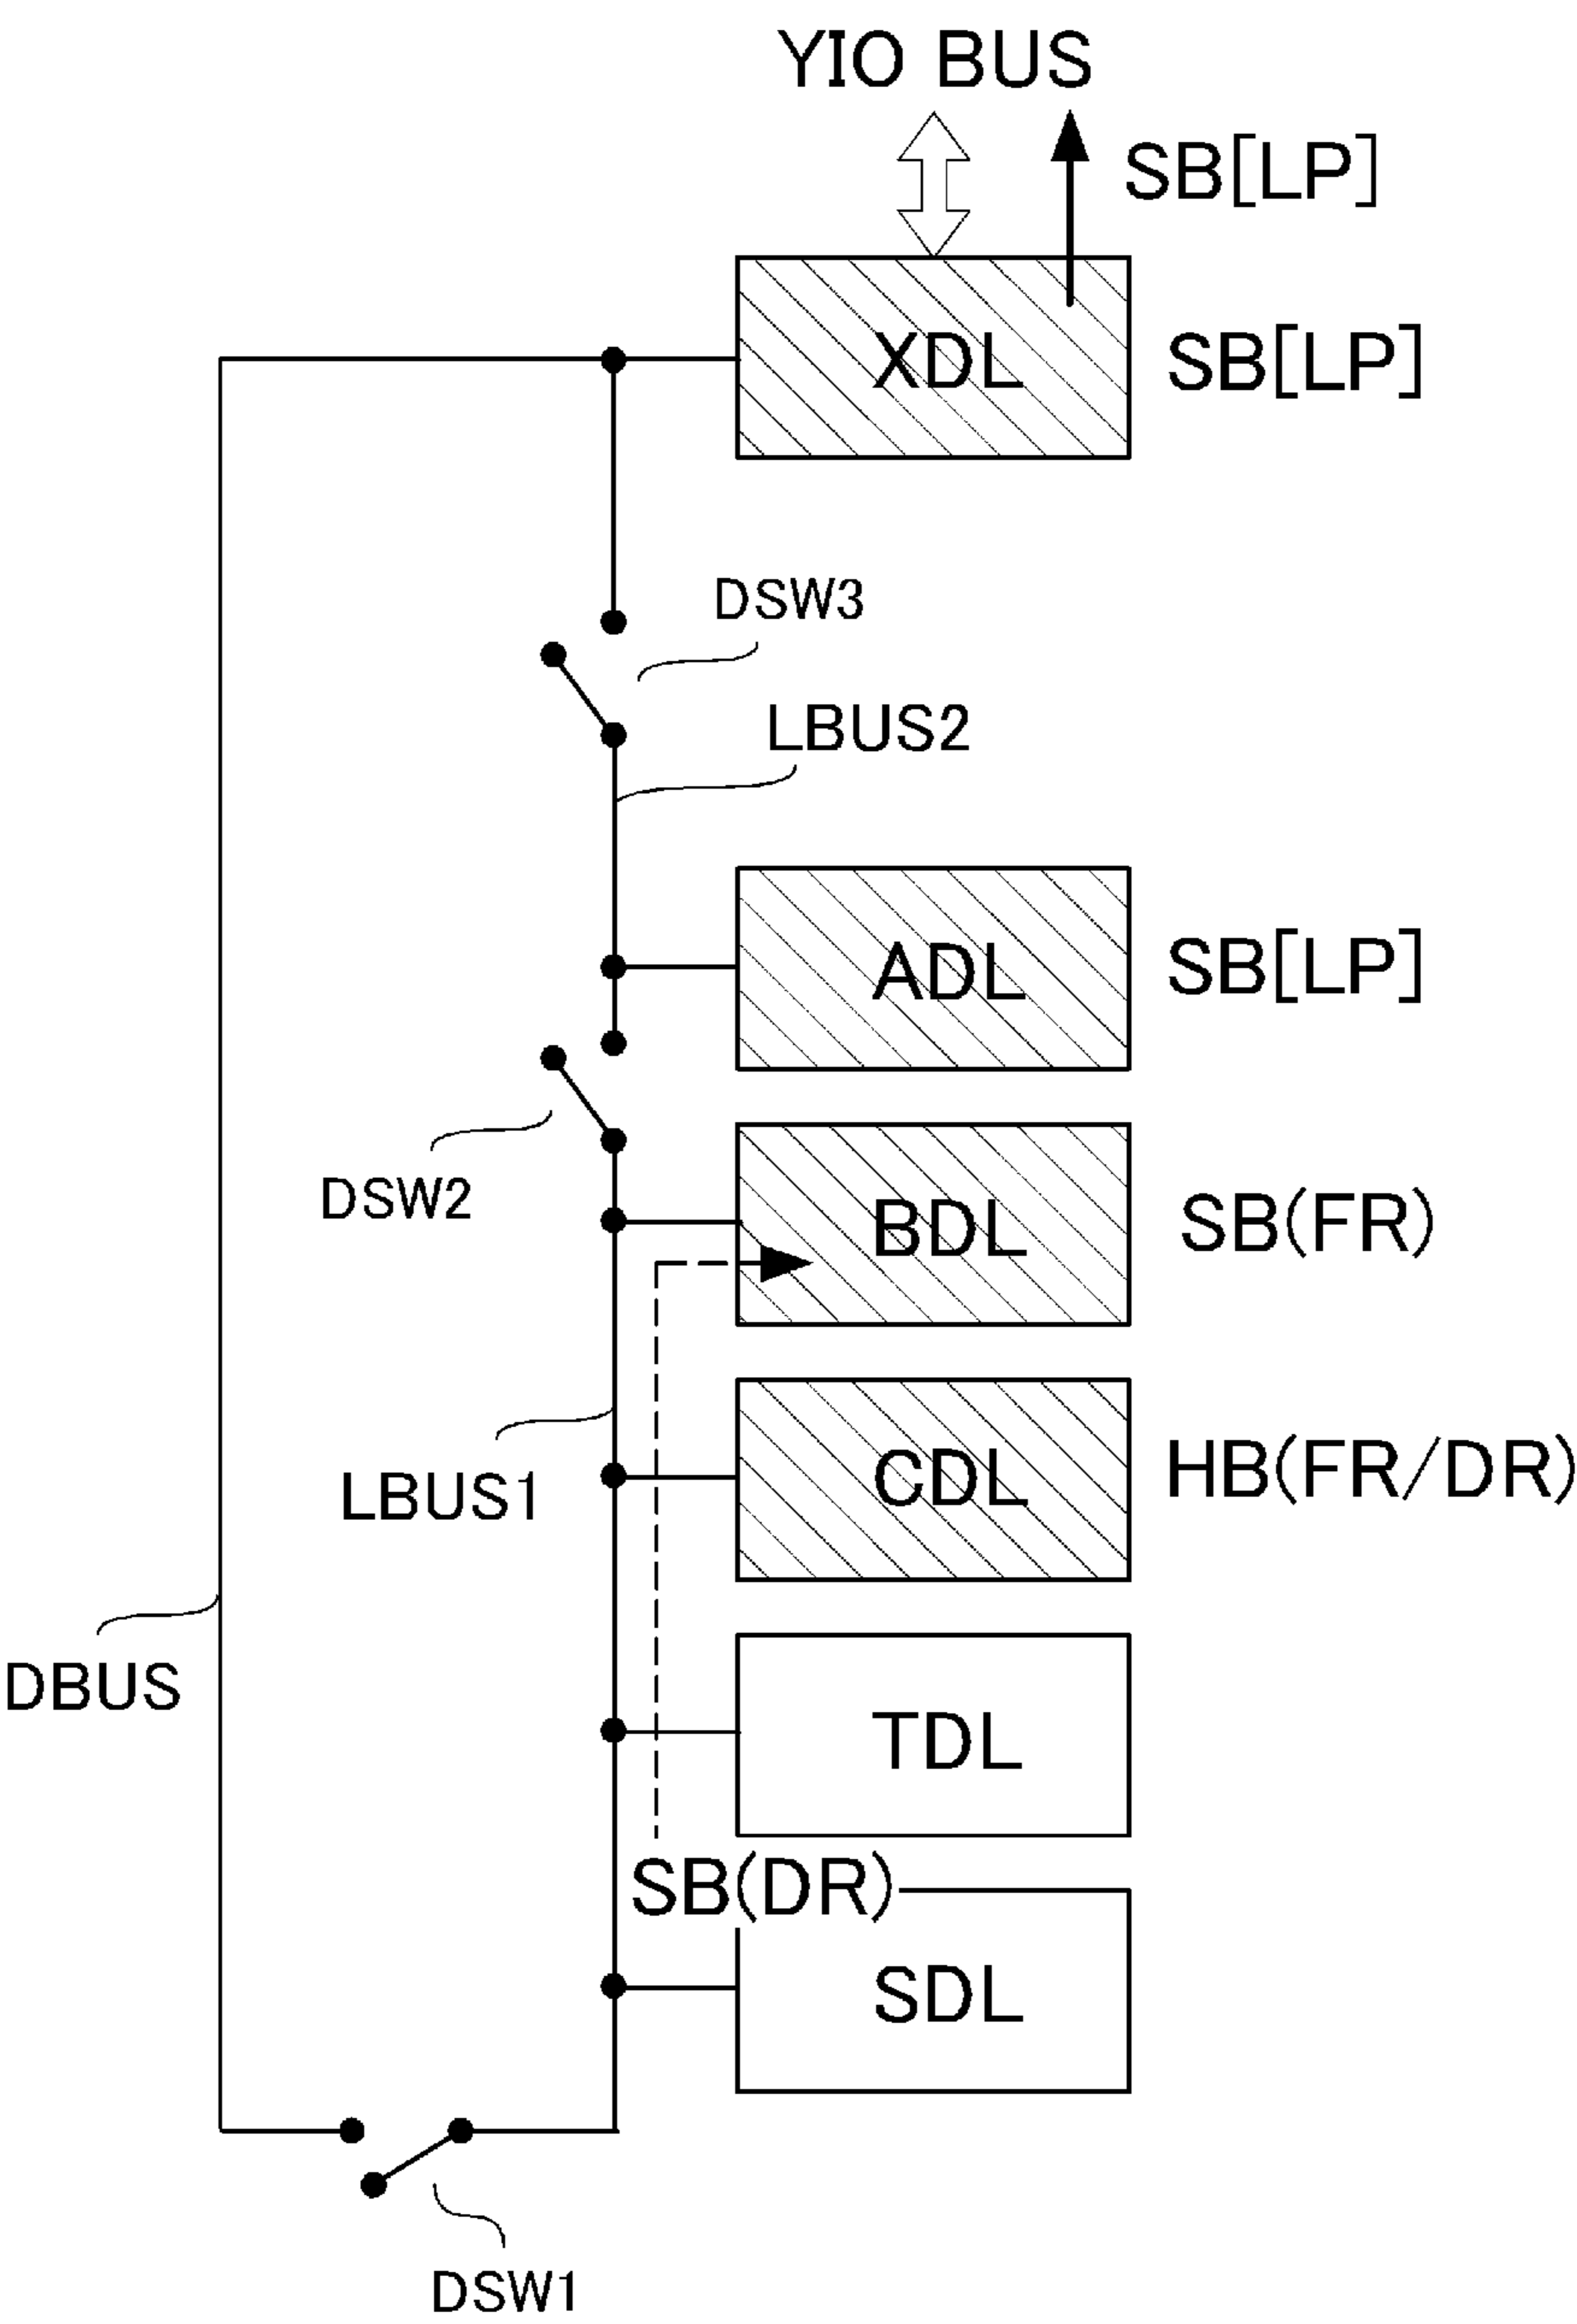 YIO BUS
SB[LP]
XDL
SB[LP]
DSW3
LBUS2
ADL
SB[LP]
DSW2
BDL
SB(FR)
LBUS1
CDL
HB(FR/DR)
DBUS
TDL
SB(DR)
SDL
DSW1